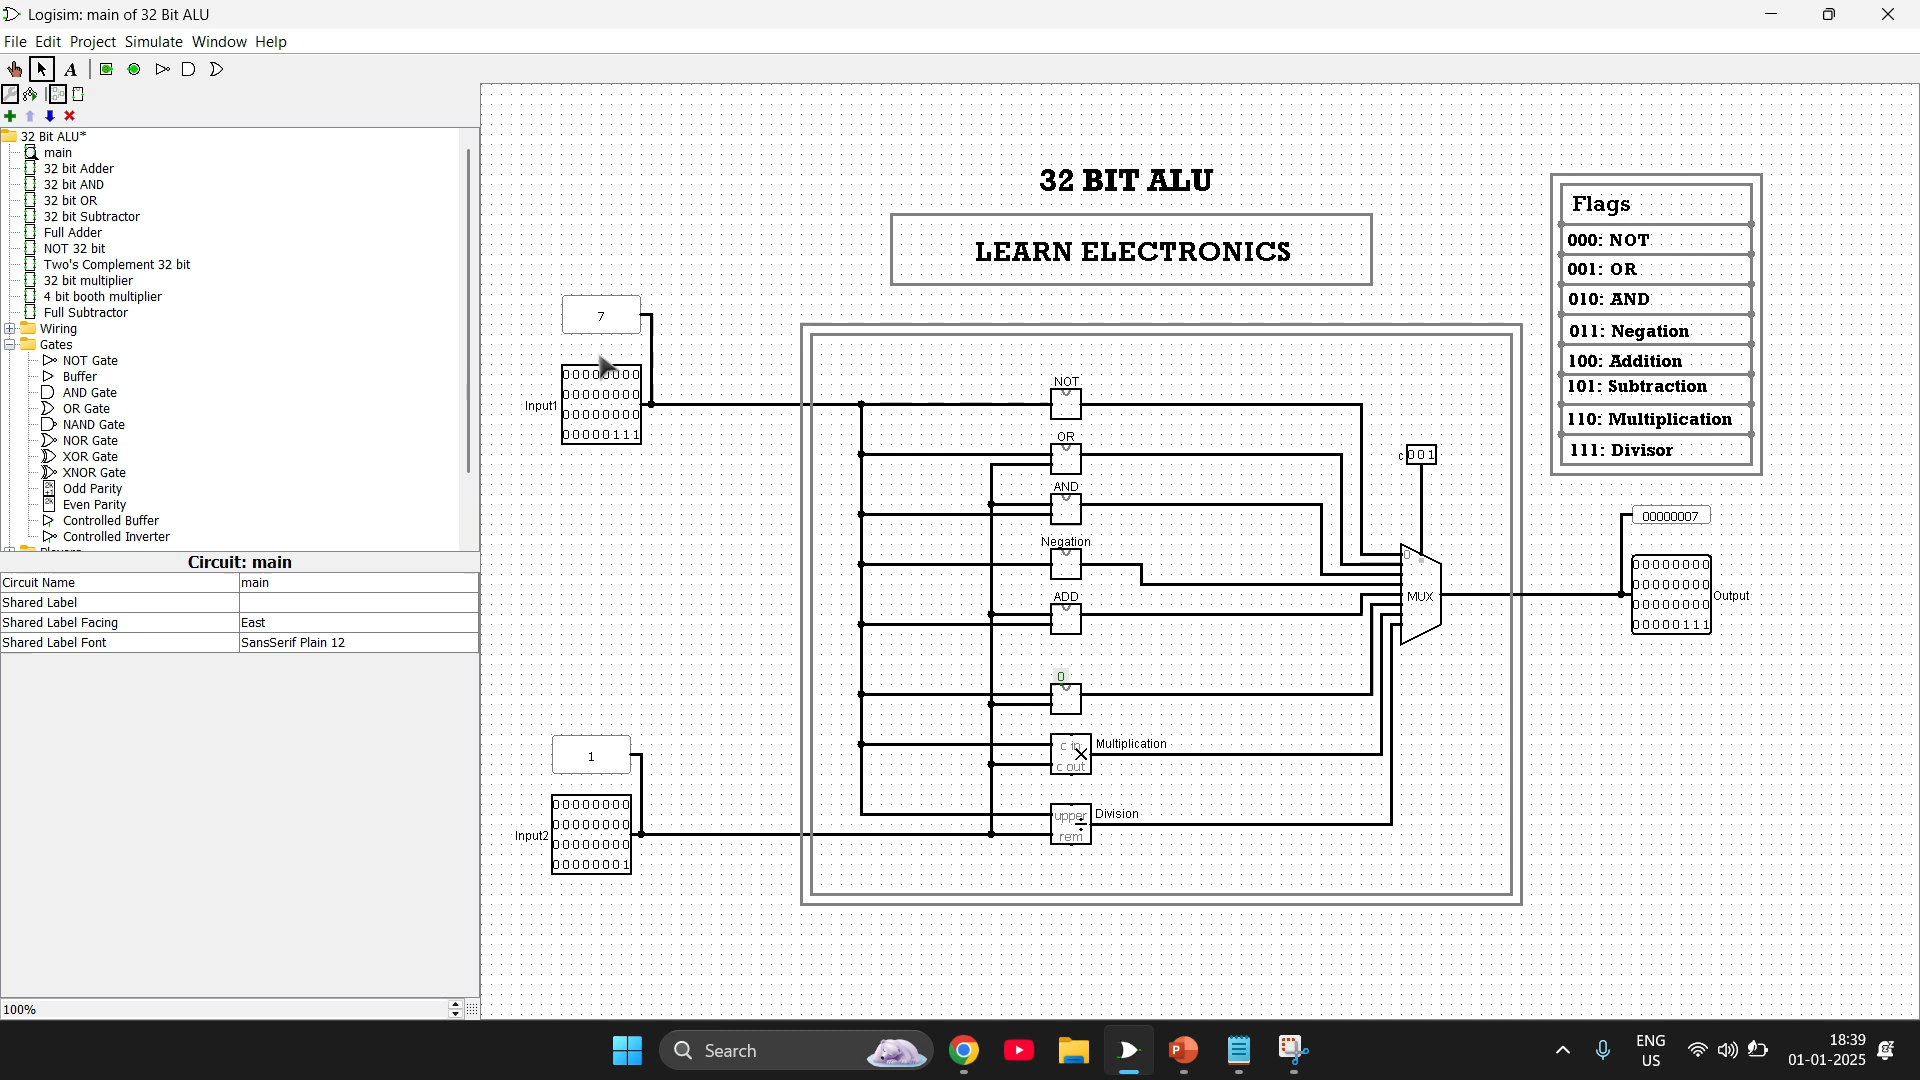 Logisim: main of 32 Bit ALU
File Edit Project Simulate Window Help
A
32 Bit ALU*
main
32 bit Adder
32 bit AND
32 bit OR
32 bit Subtractor
Full Adder
NOT 32 bit
Two's Complement 32 bit
32 bit multiplier
4 bit booth multiplier
Full Subtractor
Wiring
Gates
NOT Gate
Buffer
AND Gate
OR Gate
NAND Gate
NOR Gate
XOR Gate
XNOR Gate
Odd Parity
Even Parity
Controlled Buffer
Controlled Inverter
Circuit: main
Circuit Name main
Shared Label
Shared Label Facing East
Shared Label Font SansSerif Plain 12
100%
32 BIT ALU
LEARN ELECTRONICS
Flags
000: NOT
001: OR
010: AND
011: Negation
100: Addition
101: Subtraction
110: Multiplication
111: Divisor
7
Input1
00000000
00000000
00000000
00000111
NOT
OR
AND
Negation
ADD
0
c in
c out
Multiplication
upper
rem
Division
c 001
0
MUX
00000007
00000000
00000000
00000000
00000111
Output
1
Input2
00000000
00000000
00000000
00000001
Search
ENG
US
18:39
01-01-2025